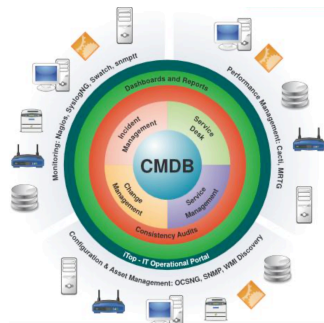 Monitoring: Nagios, SyslogNG, Swatch, snmptt
Performance Management: Cacti, MRTG
Dashboards and Reports
Incident
Management
Service
Desk
CMDB
Change
Management
Service
Management
Consistency Audits
iTop - IT Operational Portal
Configuration & Asset Management: OCSNG, SNMP, WMI Discovery